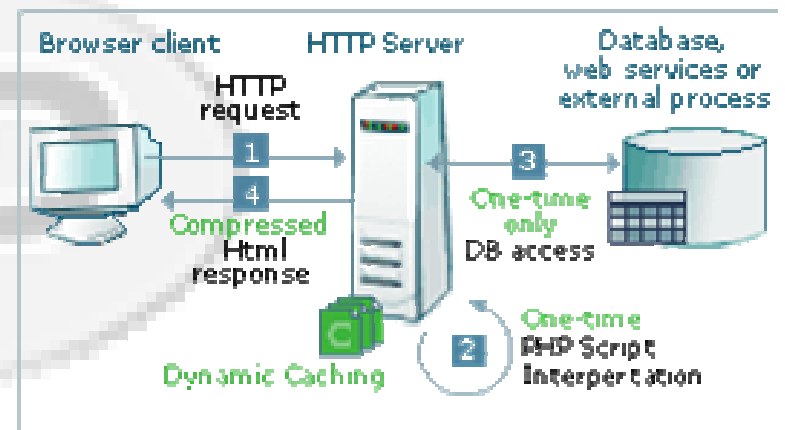 Browser client
HTTP Server
Database,
web services or
external process
HTTP
request
1
3
4
Compressed
Html
response
One-time
only
DB access
C
Dynamic Caching
2
One-time
PHP Script
Interpertation